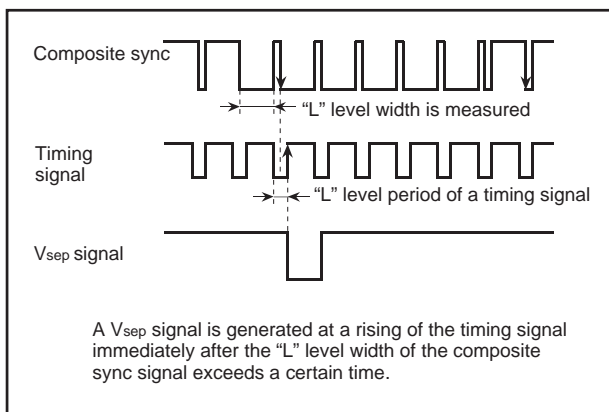 Composite sync
“L” level width is measured
Timing
signal
“L” level period of a timing signal
Vsep signal
A Vsep signal is generated at a rising of the timing signal
immediately after the “L” level width of the composite
sync signal exceeds a certain time.